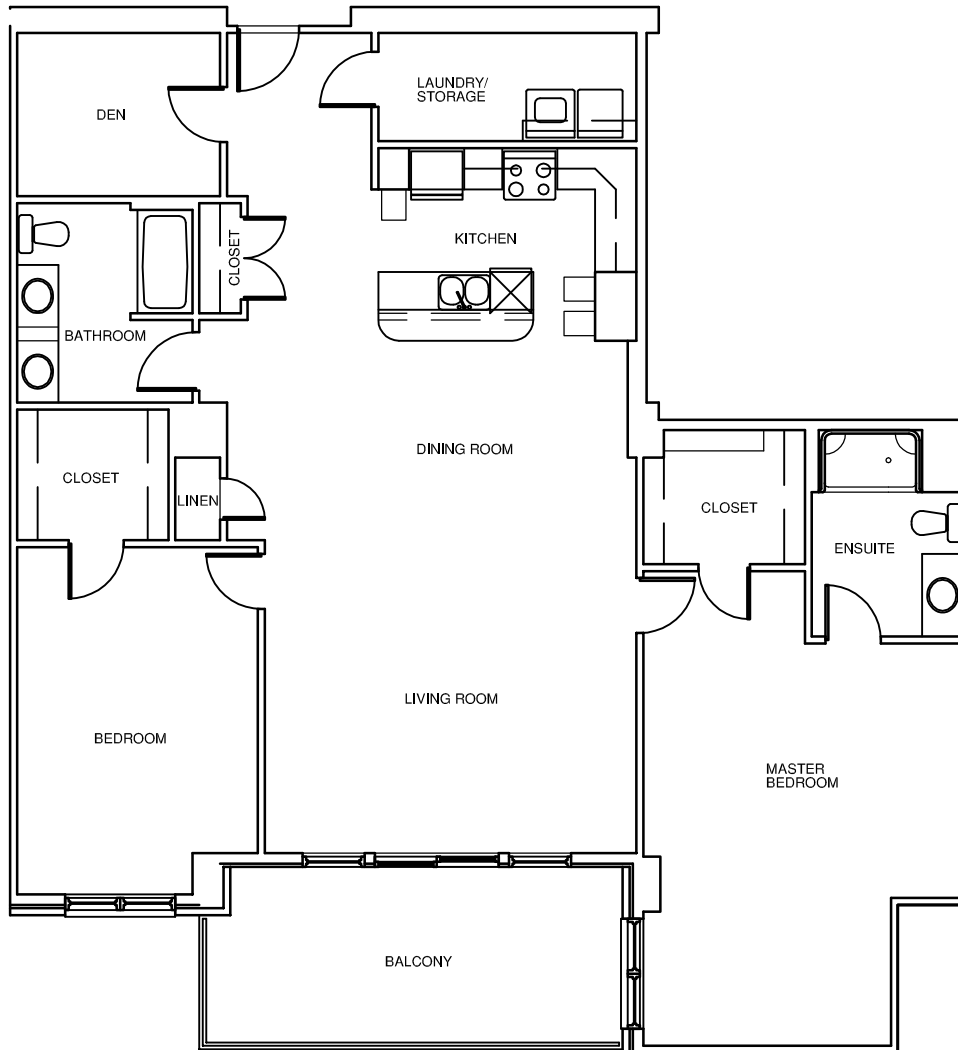 LAUNDRY/
STORAGE
DEN
KITCHEN
CLOSET
BATHROOM
DINING ROOM
CLOSET
LINEN
CLOSET
ENSUITE
LIVING ROOM
BEDROOM
MASTER
BEDROOM
BALCONY